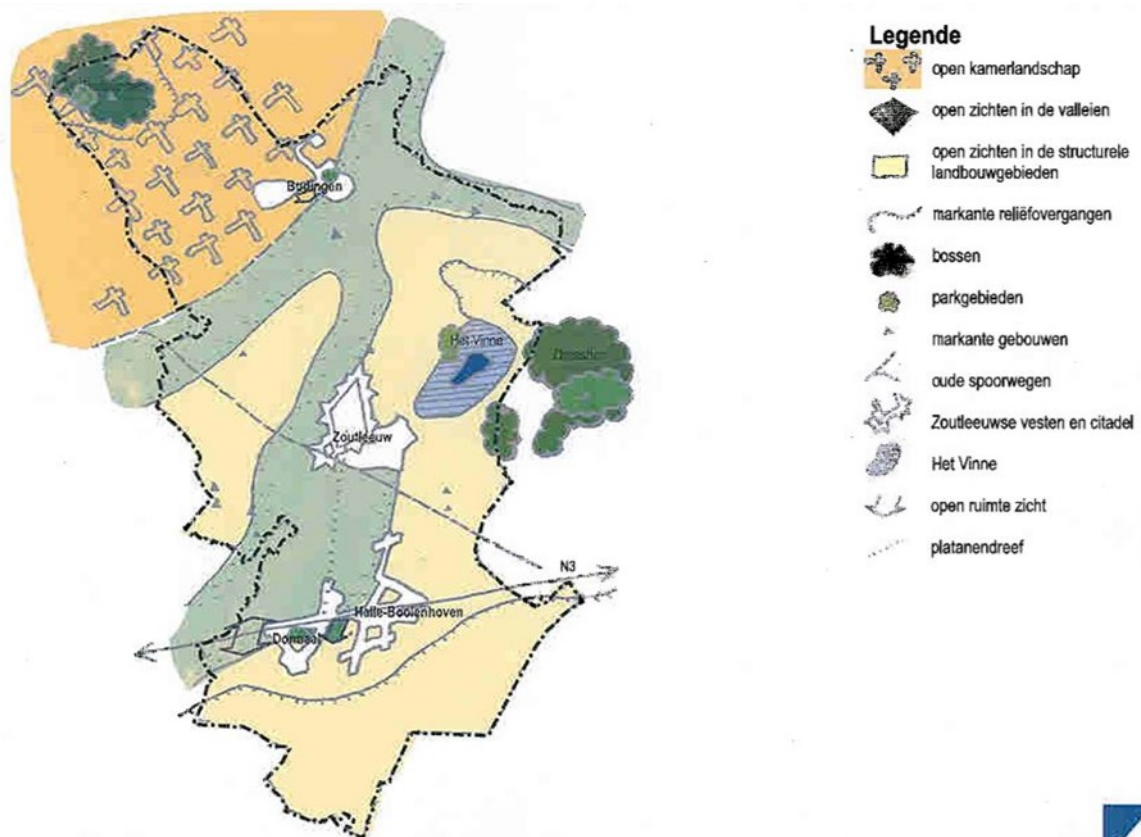 Legende
open kamerlandschap
open zichten in de valleien
open zichten in de structurele
landbouwgebieden
markante reliëfovergangen
bossen
parkgebieden
markante gebouwen
oude spoorwegen
Zoutleeuwse vesten en citadel
Het Vinne
open ruimte zicht
platanendreef
Budingen
Het Vinne
Zoutleeuw
N3
Halle-Booienhoven
Dormaal